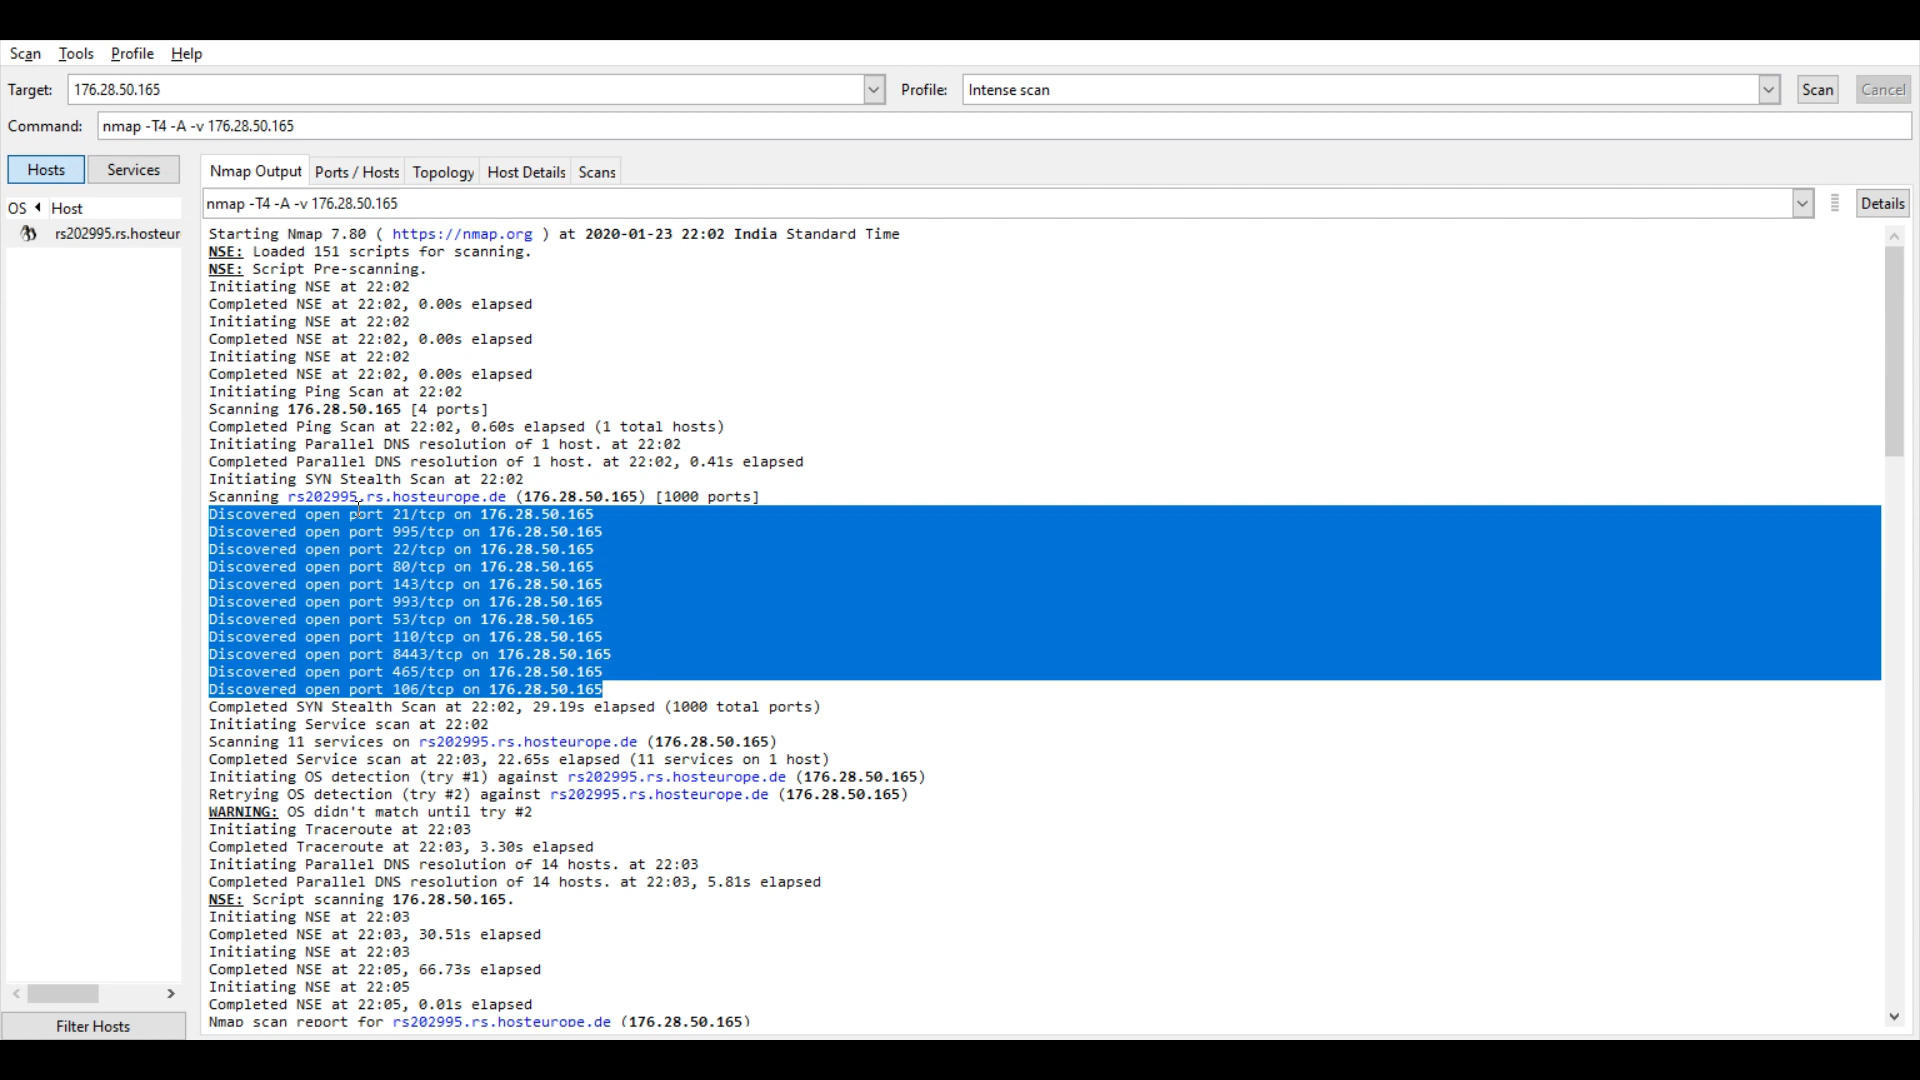 Scan Tools Profile Help
Target: 176.28.50.165 Profile: Intense scan Scan Cancel
Command: nmap -T4 -A -v 176.28.50.165
Hosts Services
Nmap Output Ports / Hosts Topology Host Details Scans
OS Host
rs202995.rs.hosteur
nmap -T4 -A -v 176.28.50.165 Details
Starting Nmap 7.80 ( https://nmap.org ) at 2020-01-23 22:02 India Standard Time
NSE: Loaded 151 scripts for scanning.
NSE: Script Pre-scanning.
Initiating NSE at 22:02
Completed NSE at 22:02, 0.00s elapsed
Initiating NSE at 22:02
Completed NSE at 22:02, 0.00s elapsed
Initiating NSE at 22:02
Completed NSE at 22:02, 0.00s elapsed
Initiating Ping Scan at 22:02
Scanning 176.28.50.165 [4 ports]
Completed Ping Scan at 22:02, 0.60s elapsed (1 total hosts)
Initiating Parallel DNS resolution of 1 host. at 22:02
Completed Parallel DNS resolution of 1 host. at 22:02, 0.41s elapsed
Initiating SYN Stealth Scan at 22:02
Scanning rs202995.rs.hosteurope.de (176.28.50.165) [1000 ports]
Discovered open port 21/tcp on 176.28.50.165
Discovered open port 995/tcp on 176.28.50.165
Discovered open port 22/tcp on 176.28.50.165
Discovered open port 80/tcp on 176.28.50.165
Discovered open port 143/tcp on 176.28.50.165
Discovered open port 993/tcp on 176.28.50.165
Discovered open port 53/tcp on 176.28.50.165
Discovered open port 110/tcp on 176.28.50.165
Discovered open port 8443/tcp on 176.28.50.165
Discovered open port 465/tcp on 176.28.50.165
Discovered open port 106/tcp on 176.28.50.165
Completed SYN Stealth Scan at 22:02, 29.19s elapsed (1000 total ports)
Initiating Service scan at 22:02
Scanning 11 services on rs202995.rs.hosteurope.de (176.28.50.165)
Completed Service scan at 22:03, 22.65s elapsed (11 services on 1 host)
Initiating OS detection (try #1) against rs202995.rs.hosteurope.de (176.28.50.165)
Retrying OS detection (try #2) against rs202995.rs.hosteurope.de (176.28.50.165)
WARNING: OS didn't match until try #2
Initiating Traceroute at 22:03
Completed Traceroute at 22:03, 3.30s elapsed
Initiating Parallel DNS resolution of 14 hosts. at 22:03
Completed Parallel DNS resolution of 14 hosts. at 22:03, 5.81s elapsed
NSE: Script scanning 176.28.50.165.
Initiating NSE at 22:03
Completed NSE at 22:03, 30.51s elapsed
Initiating NSE at 22:03
Completed NSE at 22:05, 66.73s elapsed
Initiating NSE at 22:05
Completed NSE at 22:05, 0.01s elapsed
Nmap scan report for rs202995.rs.hosteurope.de (176.28.50.165)
Filter Hosts